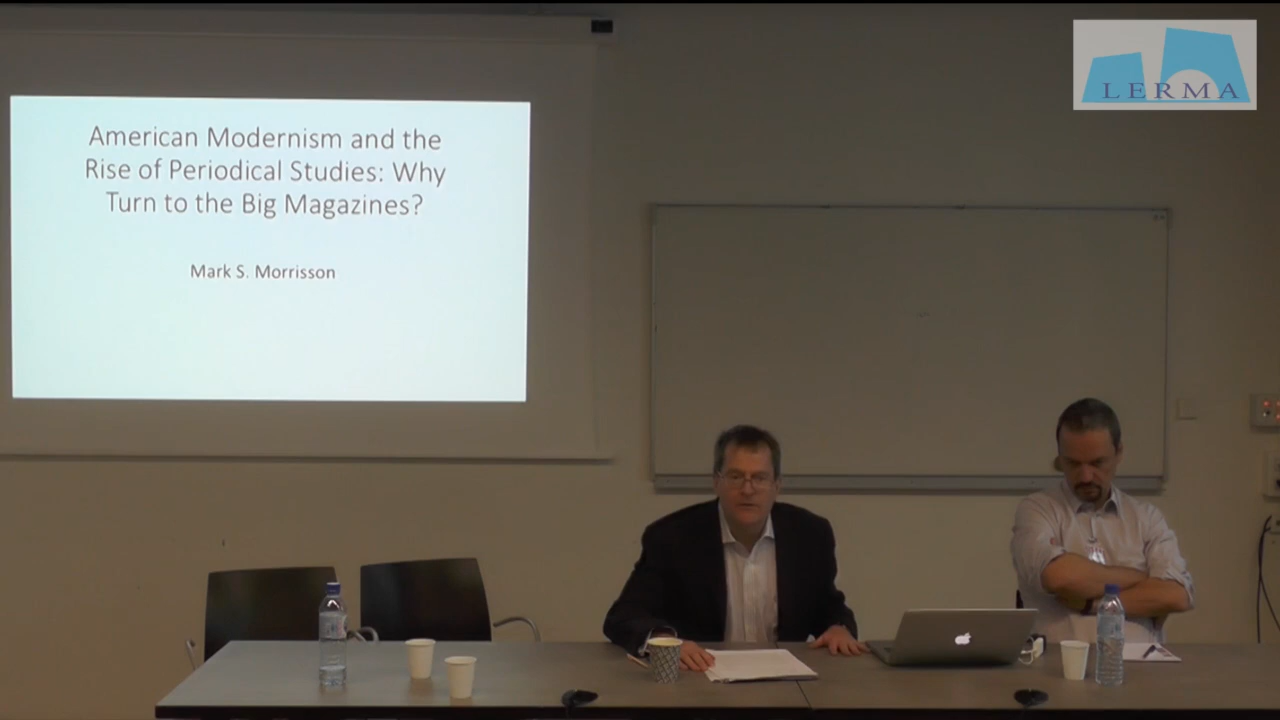 American Modernism and the
Rise of Periodical Studies: Why
Turn to the Big Magazines?
Mark S. Morrisson
LERMA